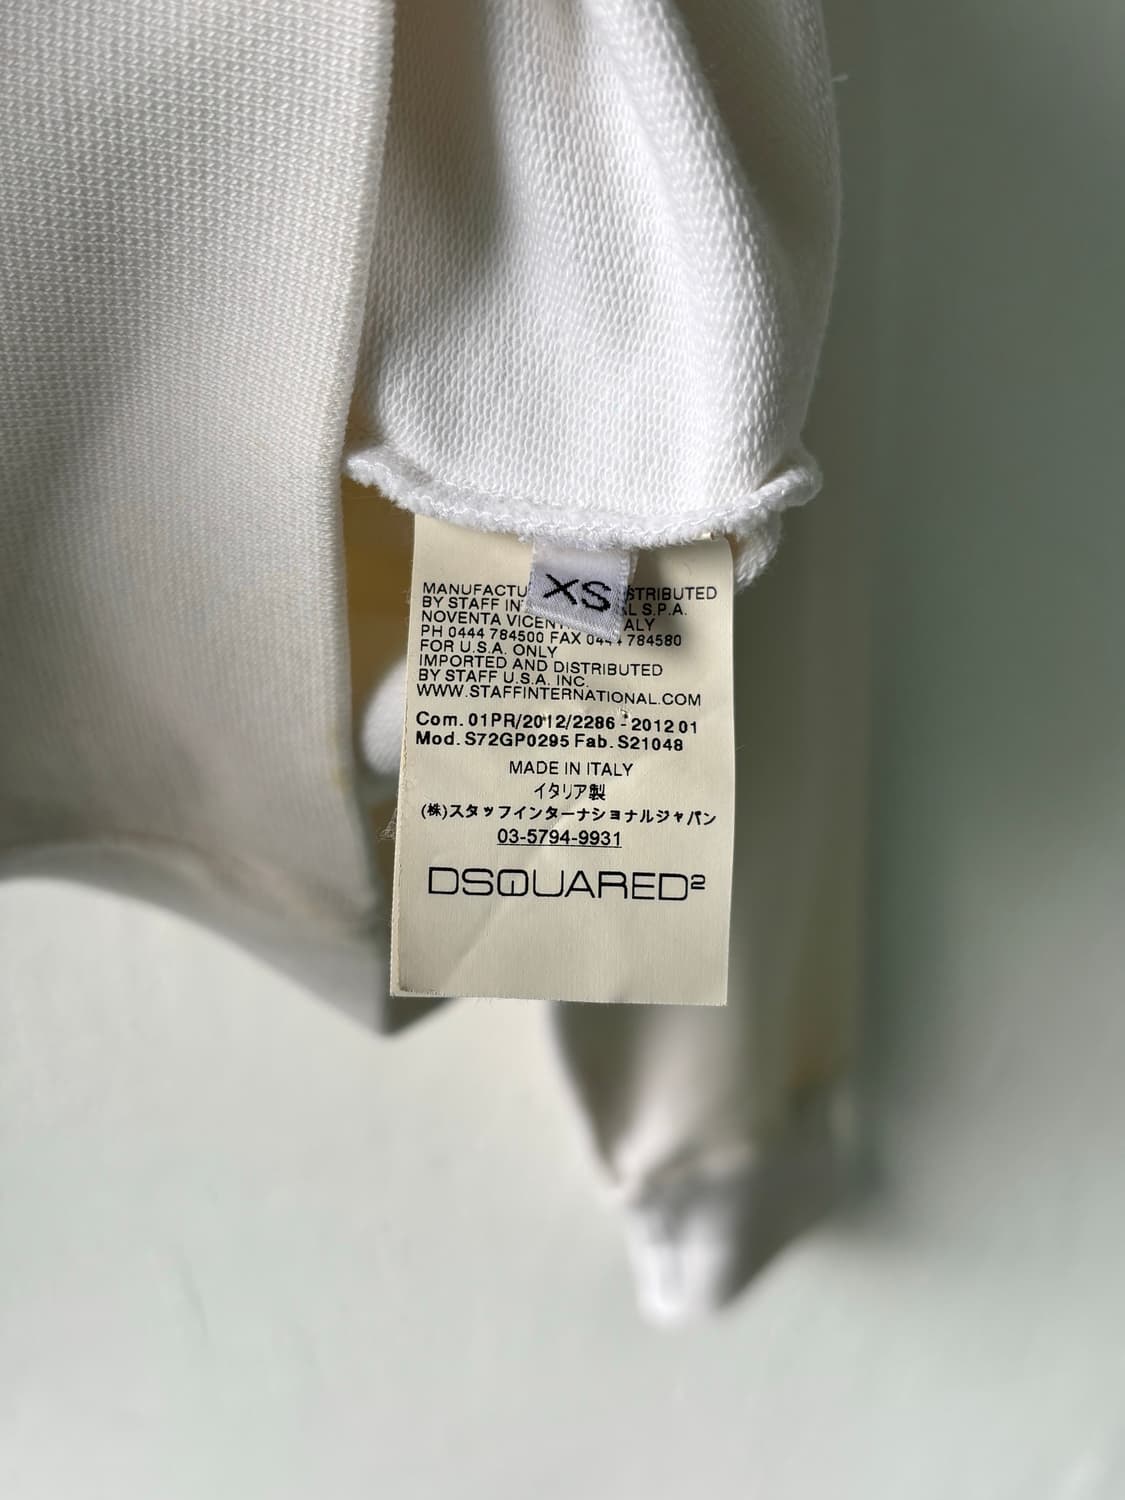 XS
MANUFACTU STRIBUTED
BY STAFF IN L S.P.A.
NOVENTA VICEN ALY
PH 0444 784500 FAX 0444 784580
FOR U.S.A. ONLY
IMPORTED AND DISTRIBUTED
BY STAFF U.S.A. INC.
WWW.STAFFINTERNATIONAL.COM
Com. 01PR/2012/2286 - 2012 01
Mod. S72GP0295 Fab. S21048
MADE IN ITALY
イタリア製
(株)スタッフインターナショナルジャパン
03-5794-9931
DSQUARED²